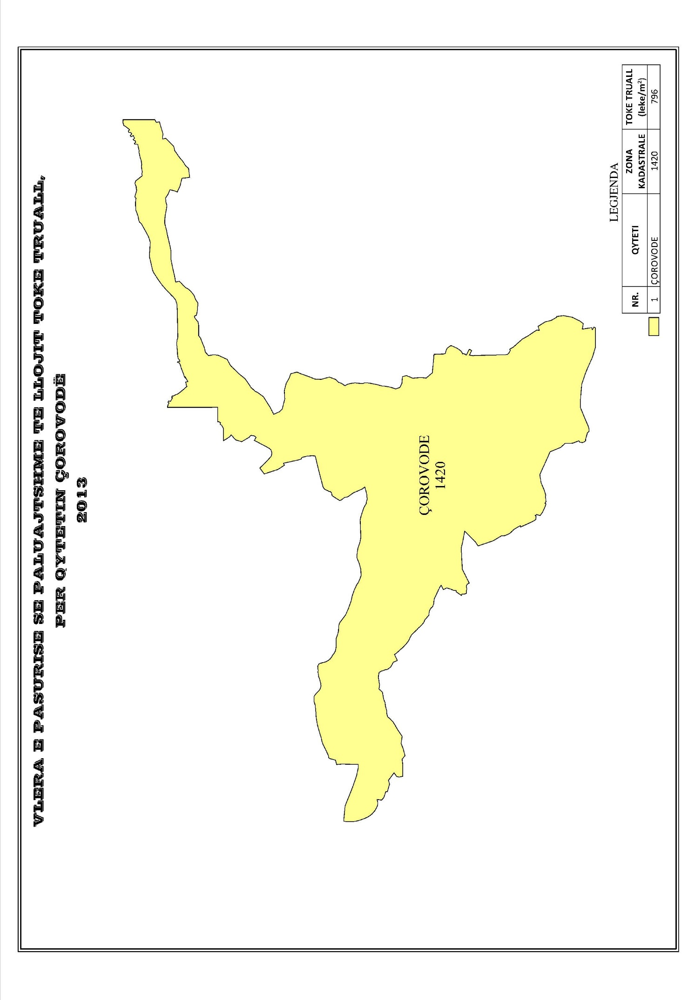 VLERA E PASURISE SE PALUAJTSHME TE LLOJIT TOKE TRUALL,
PER QYTETIN ÇOROVODË
2013
ÇOROVODE
1420
LEGJENDA
NR. QYTETI ZONA KADASTRALE TOKE TRUALL (leke/m²)
1 ÇOROVODE 1420 796